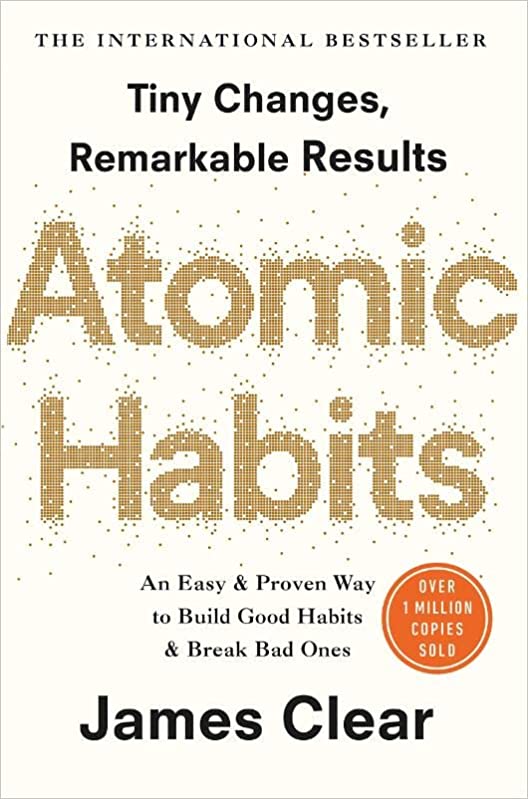 THE INTERNATIONAL BESTSELLER
Tiny Changes,
Remarkable Results
Atomic
Habits
An Easy & Proven Way
to Build Good Habits
& Break Bad Ones
OVER
1 MILLION
COPIES
SOLD
James Clear